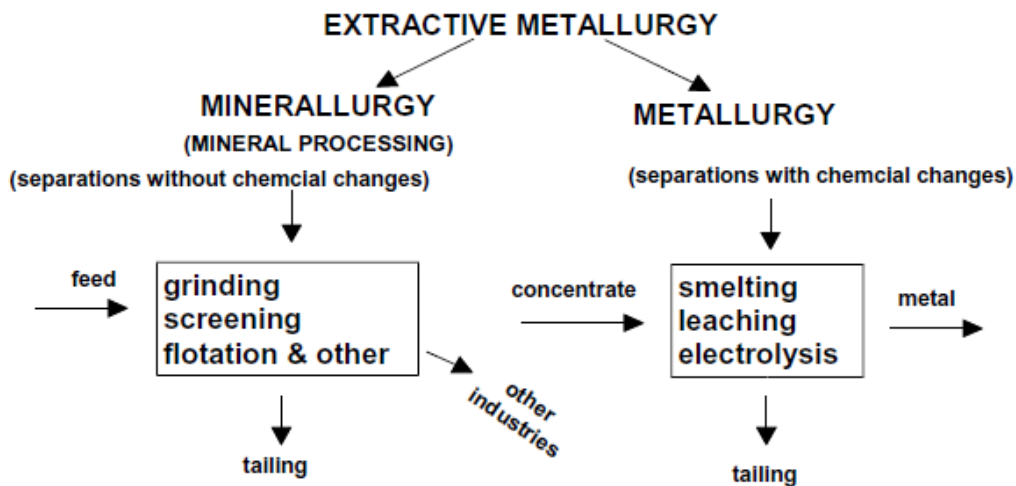 EXTRACTIVE METALLURGY
MINERALLURGY
(MINERAL PROCESSING)
(separations without chemcial changes)
METALLURGY
(separations with chemcial changes)
feed
grinding
screening
flotation & other
other
industries
tailing
concentrate
smelting
leaching
electrolysis
metal
tailing